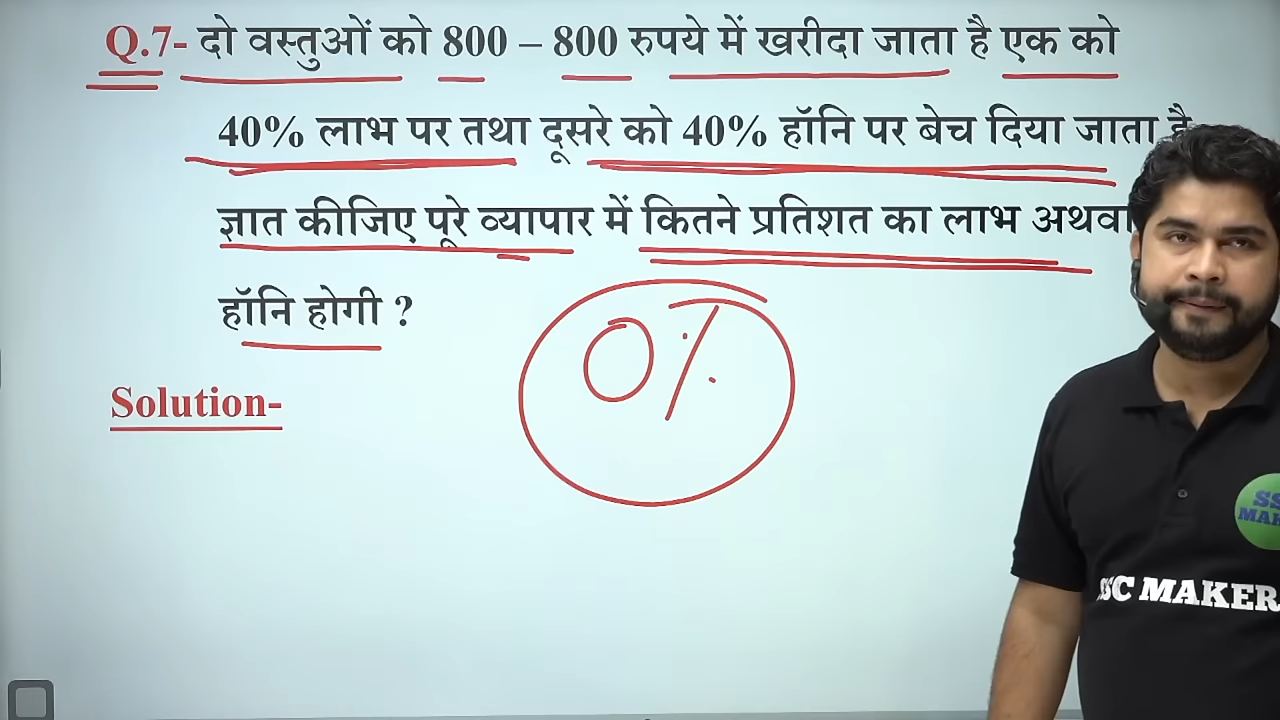 Q.7- दो वस्तुओं को 800 – 800 रुपये में खरीदा जाता है एक को
40% लाभ पर तथा दूसरे को 40% हॉनि पर बेच दिया जाता है
ज्ञात कीजिए पूरे व्यापार में कितने प्रतिशत का लाभ अथवा
हॉनि होगी ?
0%
Solution-
SSC MAKER